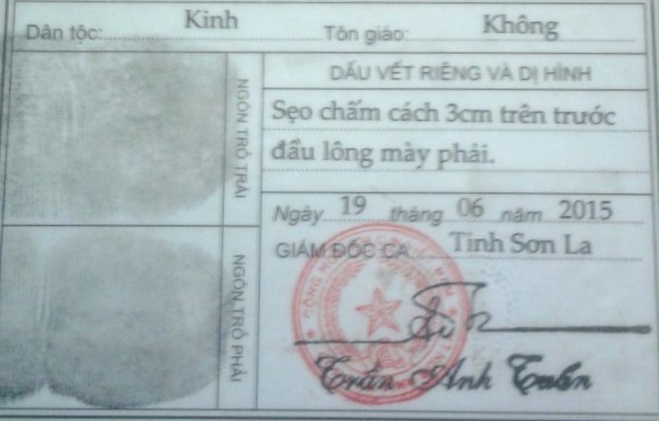 Dân tộc: Kinh Tôn giáo: Không
NGÓN TRỎ TRÁI
DẤU VẾT RIÊNG VÀ DỊ HÌNH
Sẹo chấm cách 3cm trên trước
đầu lông mày phải.
Ngày 19 tháng 06 năm 2015
GIÁM ĐỐC CA Tỉnh Sơn La
NGÓN TRỎ PHẢI
Trần Anh Tuấn